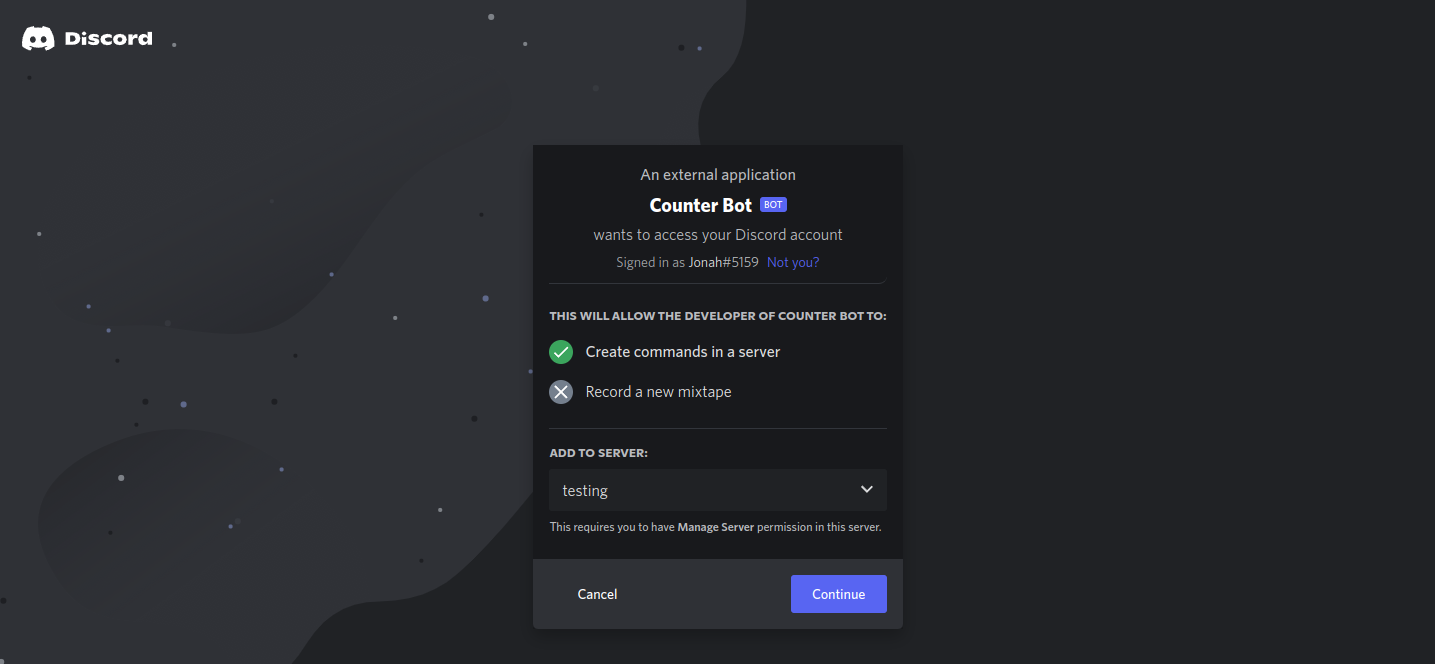 Discord
An external application
Counter Bot BOT
wants to access your Discord account
Signed in as Jonah#5159 Not you?
THIS WILL ALLOW THE DEVELOPER OF COUNTER BOT TO:
Create commands in a server
Record a new mixtape
ADD TO SERVER:
testing
This requires you to have Manage Server permission in this server.
Cancel Continue